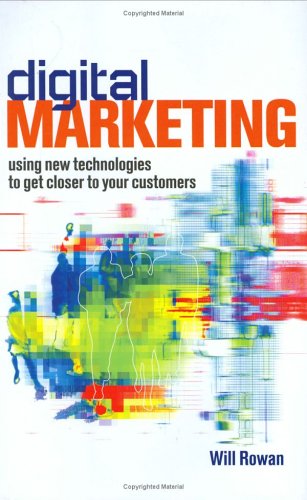 Copyrighted Material
digital
MARKETING
using new technologies
to get closer to your customers
Will Rowan
Copyrighted Material